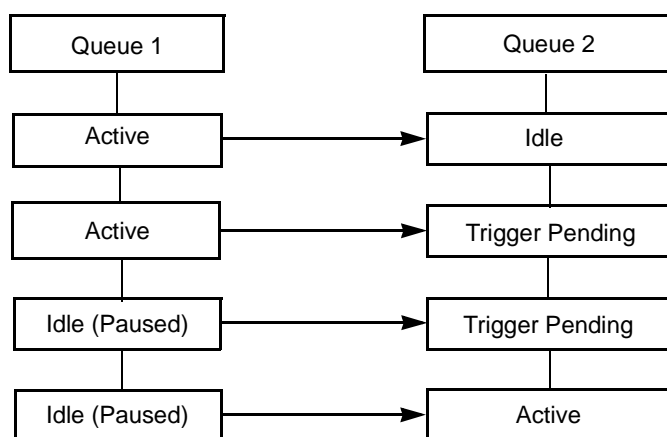 Queue 1
Queue 2
Active
Idle
Active
Trigger Pending
Idle (Paused)
Trigger Pending
Idle (Paused)
Active